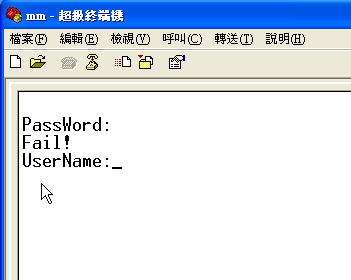 mm - 超級終端機
檔案(F) 編輯(E) 檢視(V) 呼叫(C) 轉送(T) 說明(H)
PassWord:
Fail!
UserName:_